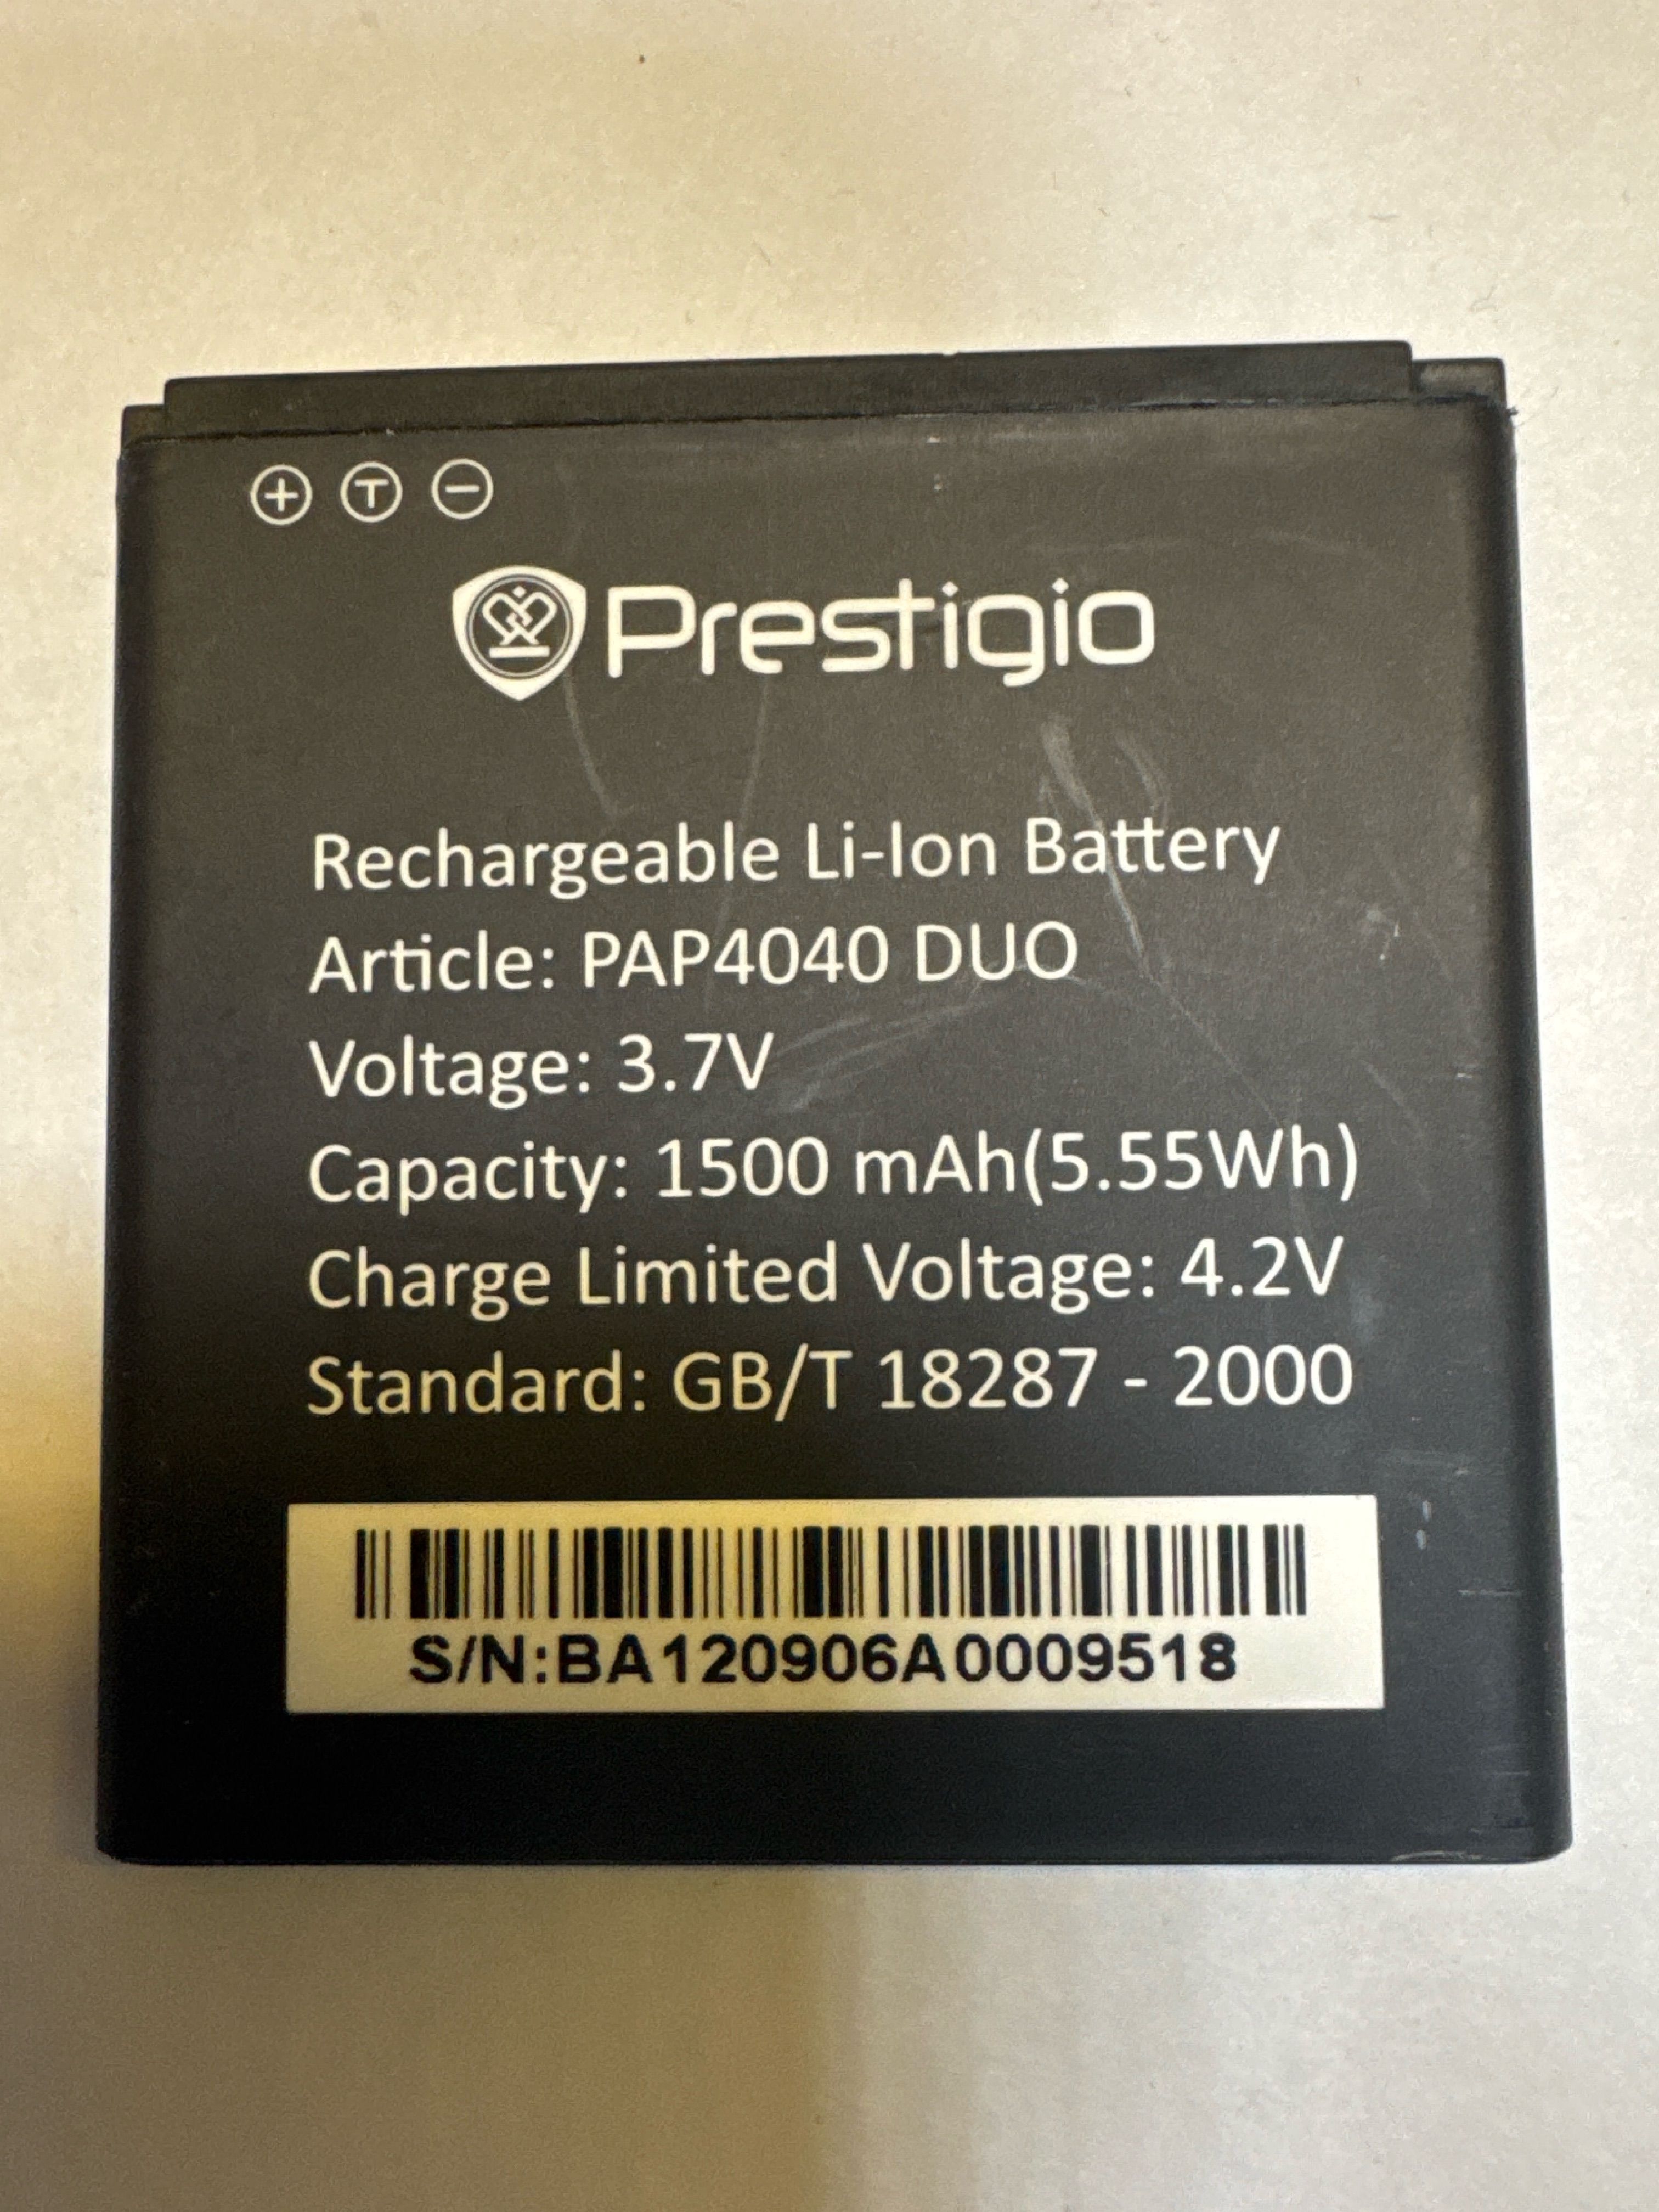 + T −
Prestigio
Rechargeable Li-Ion Battery
Article: PAP4040 DUO
Voltage: 3.7V
Capacity: 1500 mAh(5.55Wh)
Charge Limited Voltage: 4.2V
Standard: GB/T 18287 - 2000
S/N:BA120906A0009518